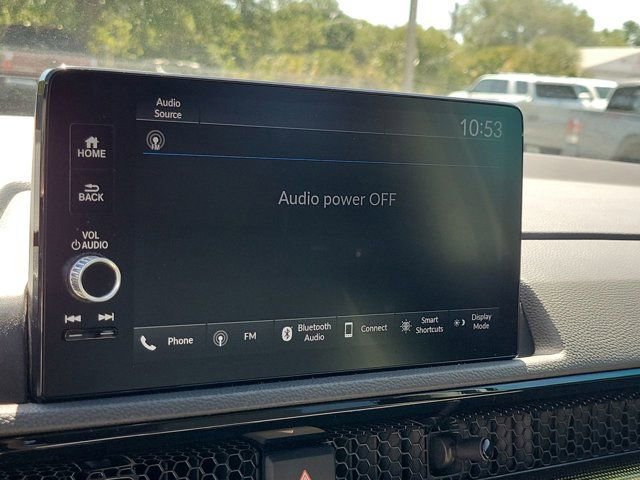 Audio
Source
10:53
FM
HOME
BACK
VOL
AUDIO
Audio power OFF
Phone
FM
Bluetooth
Audio
Connect
Smart
Shortcuts
Display
Mode